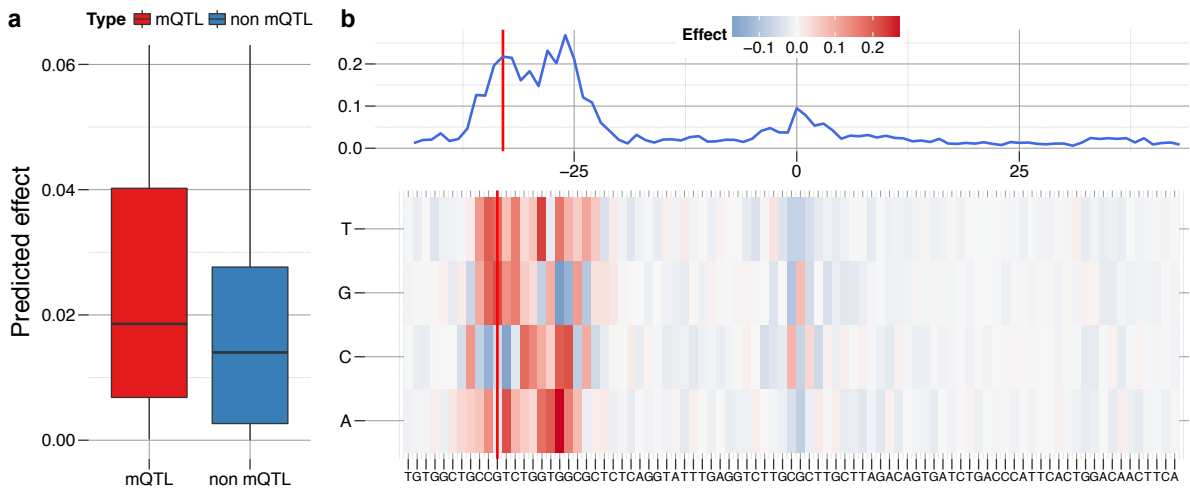 a
Type mQTL non mQTL
Predicted effect
0.06
0.04
0.02
0.00
mQTL non mQTL
b
Effect
−0.1 0.0 0.1 0.2
0.2
0.1
0.0
−25 0 25
T
G
C
A
TGTGGCTGCCGTCTGGTGGCGCTCTCAGGTATTTGAGGTCTTGCGCTTGCTTAGACAGTGATCTGACCCATTCACTGGACAACTTCA